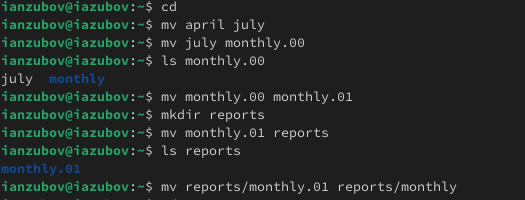 ianzubov@iazubov:~$ cd
ianzubov@iazubov:~$ mv april july
ianzubov@iazubov:~$ mv july monthly.00
ianzubov@iazubov:~$ ls monthly.00
july  monthly
ianzubov@iazubov:~$ mv monthly.00 monthly.01
ianzubov@iazubov:~$ mkdir reports
ianzubov@iazubov:~$ mv monthly.01 reports
ianzubov@iazubov:~$ ls reports
monthly.01
ianzubov@iazubov:~$ mv reports/monthly.01 reports/monthly